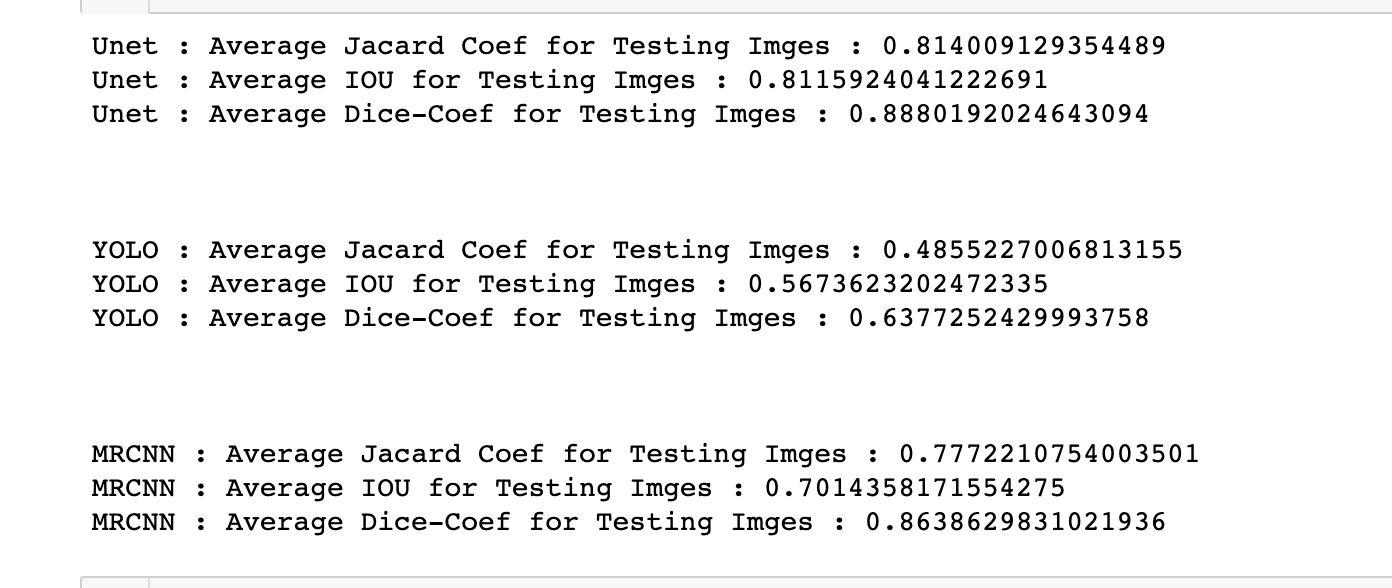 Unet : Average Jacard Coef for Testing Imges : 0.814009129354489
Unet : Average IOU for Testing Imges : 0.8115924041222691
Unet : Average Dice-Coef for Testing Imges : 0.8880192024643094
YOLO : Average Jacard Coef for Testing Imges : 0.4855227006813155
YOLO : Average IOU for Testing Imges : 0.5673623202472335
YOLO : Average Dice-Coef for Testing Imges : 0.6377252429993758
MRCNN : Average Jacard Coef for Testing Imges : 0.7772210754003501
MRCNN : Average IOU for Testing Imges : 0.7014358171554275
MRCNN : Average Dice-Coef for Testing Imges : 0.8638629831021936